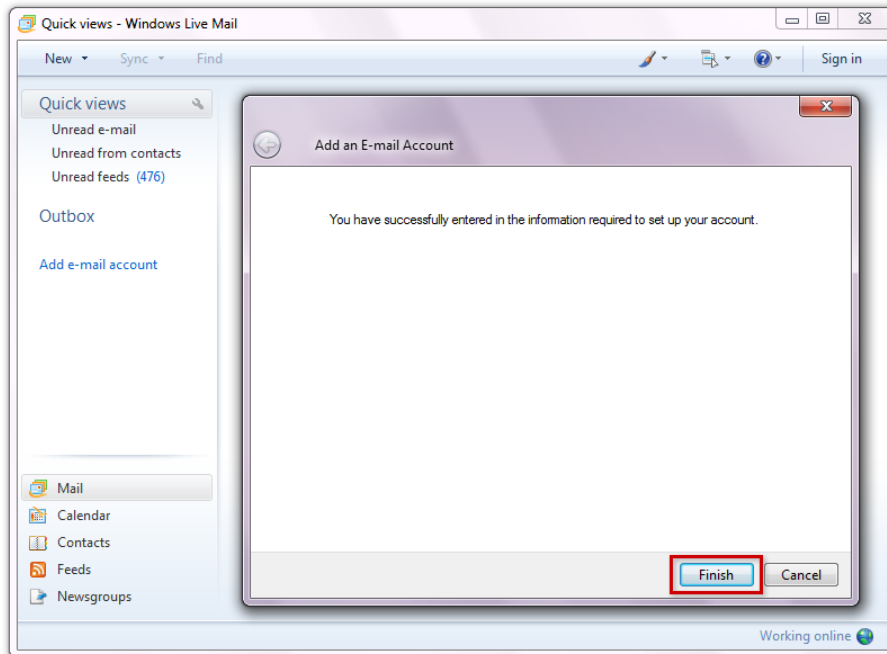 Quick views - Windows Live Mail
New Sync Find Sign in
Quick views
Unread e-mail
Unread from contacts
Unread feeds (476)
Outbox
Add e-mail account
Add an E-mail Account
You have successfully entered in the information required to set up your account.
Finish Cancel
Mail
Calendar
Contacts
Feeds
Newsgroups
Working online